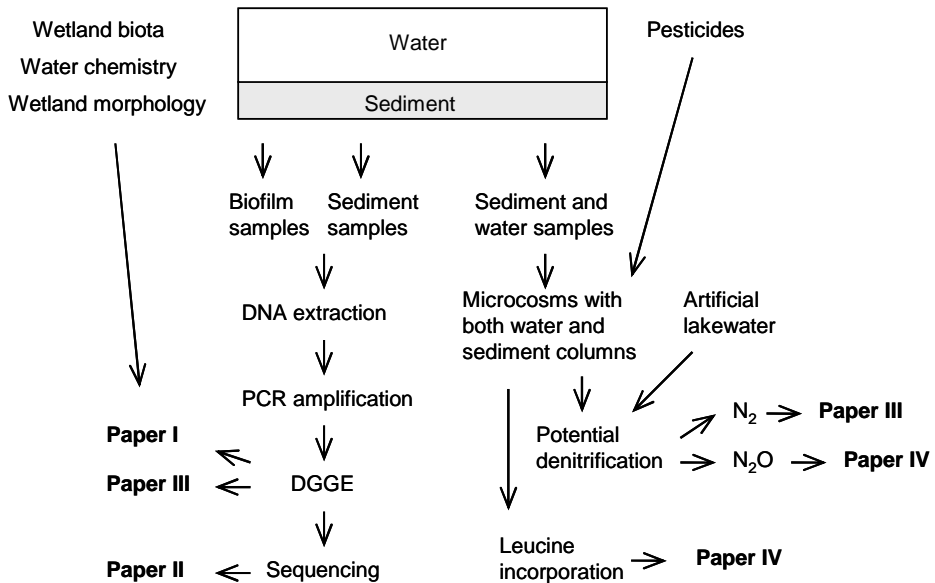 Wetland biota
Water chemistry
Wetland morphology
Water
Sediment
Pesticides
Biofilm
samples
Sediment
samples
Sediment and
water samples
DNA extraction
Microcosms with
both water and
sediment columns
Artificial
lakewater
PCR amplification
Paper I
Paper III
DGGE
Potential
denitrification
N₂
Paper III
N₂O
Paper IV
Paper II
Sequencing
Leucine
incorporation
Paper IV